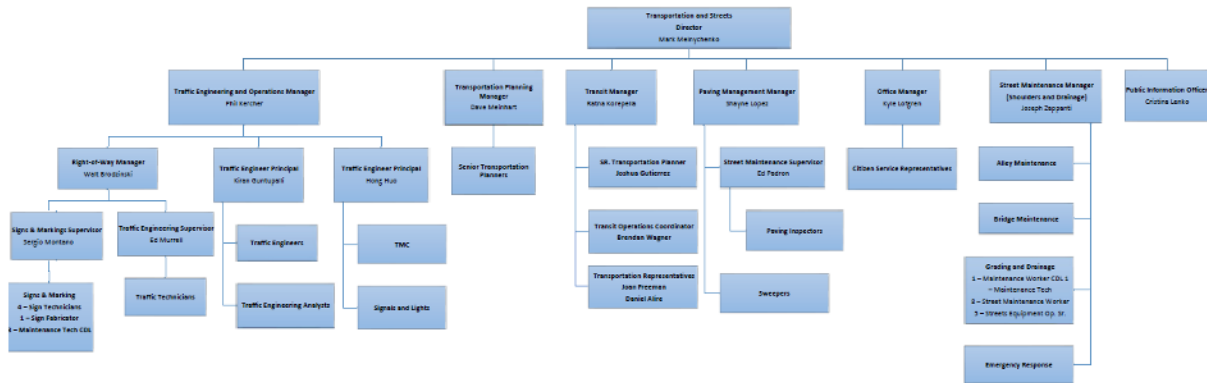 Transportation and Streets
Director
Mark Melnychenko
Traffic Engineering and Operations Manager
Phil Kercher
Transportation Planning
Manager
Dave Meinhart
Transit Manager
Ratna Korepella
Paving Management Manager
Shayne Lopez
Office Manager
Kyle Lofgren
Street Maintenance Manager
(Shoulders and Drainage)
Joseph Zappanti
Public Information Officer
Cristina Lenko
Right-of-Way Manager
Walt Brodzinski
Traffic Engineer Principal
Kiran Guntupalli
Traffic Engineer Principal
Hong Huo
Senior Transportation
Planners
SR. Transportation Planner
Joshua Gutierrez
Street Maintenance Supervisor
Ed Padron
Citizen Service Representatives
Alley Maintenance
Signs & Markings Supervisor
Sergio Montano
Traffic Engineering Supervisor
Ed Murrell
Traffic Engineers
TMC
Transit Operations Coordinator
Brendan Wagner
Paving Inspectors
Bridge Maintenance
Signs & Marking
4 – Sign Technicians
1 – Sign Fabricator
– Maintenance Tech CDL
Traffic Technicians
Traffic Engineering Analysts
Signals and Lights
Transportation Representatives
Joan Freeman
Daniel Alire
Sweepers
Grading and Drainage
1 – Maintenance Worker CDL 1
– Maintenance Tech
– Street Maintenance Worker
– Streets Equipment Op. Sr.
Emergency Response